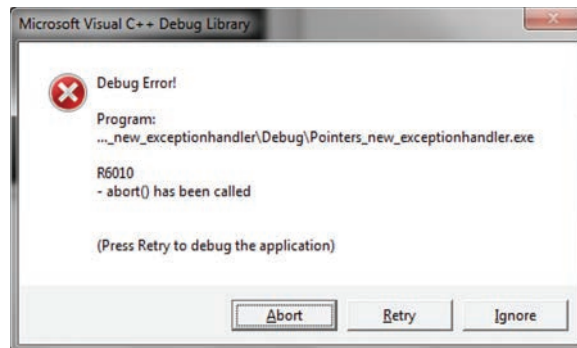 Microsoft Visual C++ Debug Library
Debug Error!
Program:
..._new_exceptionhandler\Debug\Pointers_new_exceptionhandler.exe
R6010
- abort() has been called
(Press Retry to debug the application)
Abort
Retry
Ignore